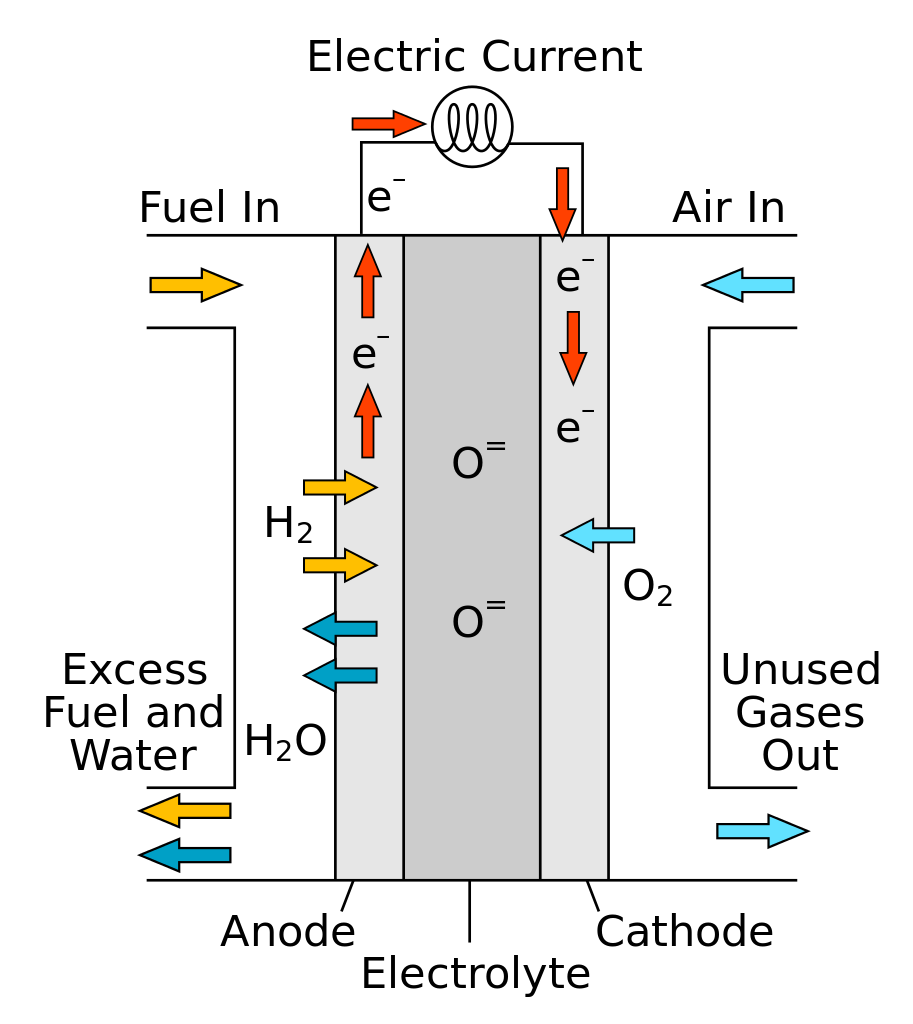 Electric Current
e⁻
Fuel In
Air In
e⁻
e⁻
e⁻
O⁼
H₂
O₂
O⁼
Excess
Fuel and
Water
H₂O
Unused
Gases
Out
Anode
Cathode
Electrolyte